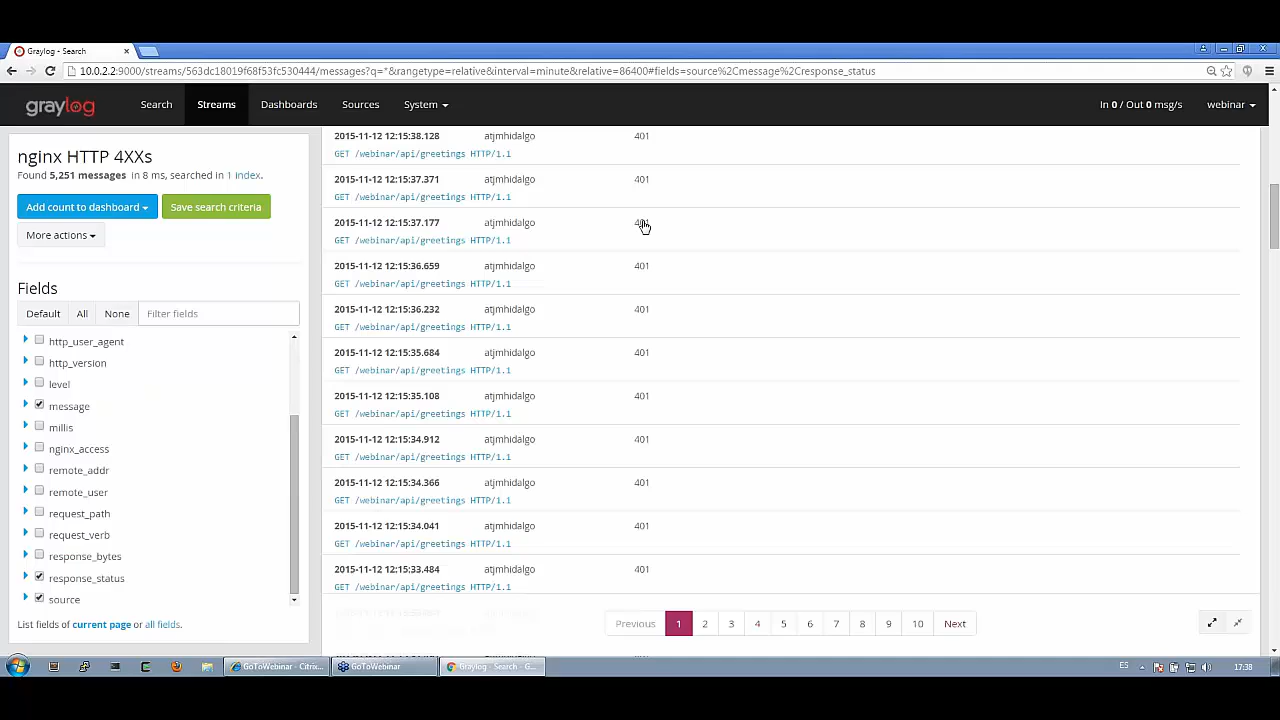 Graylog - Search
10.0.2.2:9000/streams/563dc18019f68f53fc530444/messages?q=*&rangetype=relative&interval=minute&relative=86400#fields=source%2Cmessage%2Cresponse_status
graylog Search Streams Dashboards Sources System In 0 / Out 0 msg/s webinar
nginx HTTP 4XXs
Found 5,251 messages in 8 ms, searched in 1 index.
Add count to dashboard Save search criteria
More actions
Fields
Default All None Filter fields
http_user_agent
http_version
level
message
millis
nginx_access
remote_addr
remote_user
request_path
request_verb
response_bytes
response_status
source
List fields of current page or all fields.
2015-11-12 12:15:38.128 atjmhidalgo 401
GET /webinar/api/greetings HTTP/1.1
2015-11-12 12:15:37.371 atjmhidalgo 401
GET /webinar/api/greetings HTTP/1.1
2015-11-12 12:15:37.177 atjmhidalgo 401
GET /webinar/api/greetings HTTP/1.1
2015-11-12 12:15:36.659 atjmhidalgo 401
GET /webinar/api/greetings HTTP/1.1
2015-11-12 12:15:36.232 atjmhidalgo 401
GET /webinar/api/greetings HTTP/1.1
2015-11-12 12:15:35.684 atjmhidalgo 401
GET /webinar/api/greetings HTTP/1.1
2015-11-12 12:15:35.108 atjmhidalgo 401
GET /webinar/api/greetings HTTP/1.1
2015-11-12 12:15:34.912 atjmhidalgo 401
GET /webinar/api/greetings HTTP/1.1
2015-11-12 12:15:34.366 atjmhidalgo 401
GET /webinar/api/greetings HTTP/1.1
2015-11-12 12:15:34.041 atjmhidalgo 401
GET /webinar/api/greetings HTTP/1.1
2015-11-12 12:15:33.484 atjmhidalgo 401
GET /webinar/api/greetings HTTP/1.1
Previous 1 2 3 4 5 6 7 8 9 10 Next
GoToWebinar - Citrix... GoToWebinar Graylog - Search - G... ES 17:38